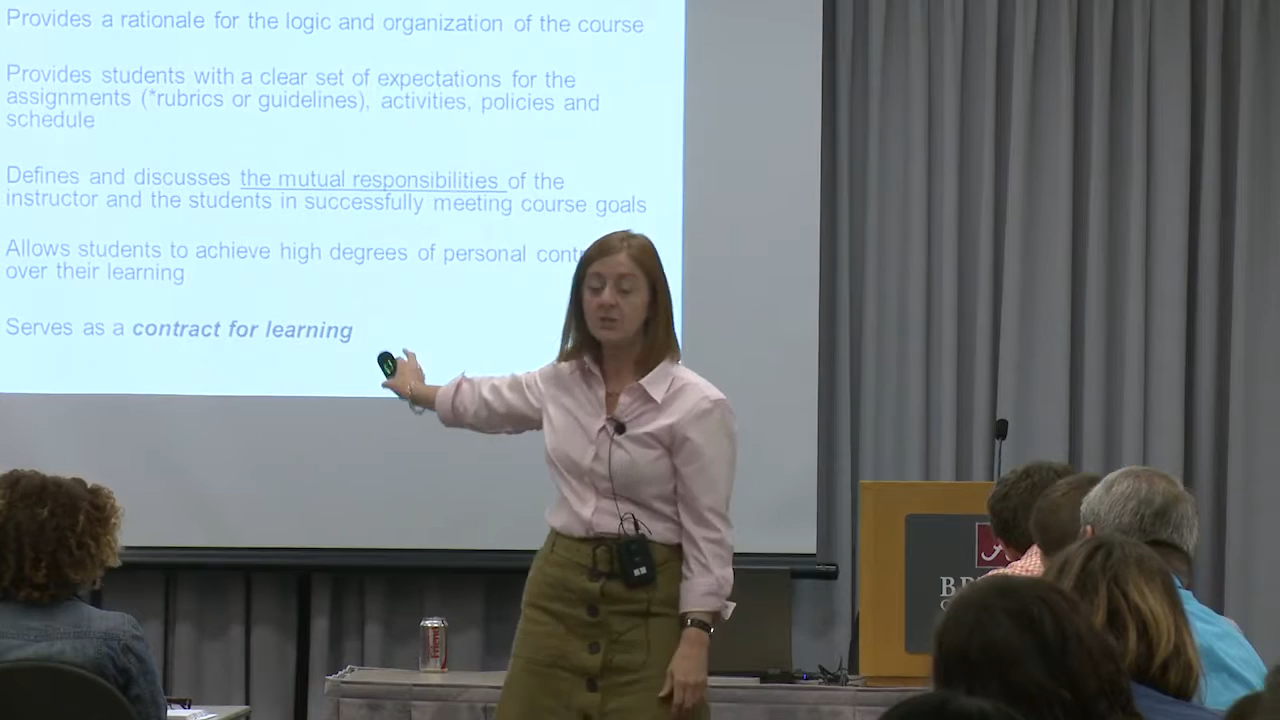 Provides a rationale for the logic and organization of the course
Provides students with a clear set of expectations for the
assignments (*rubrics or guidelines), activities, policies and
schedule
Defines and discusses the mutual responsibilities of the
instructor and the students in successfully meeting course goals
Allows students to achieve high degrees of personal
over their learning
Serves as a contract for learning